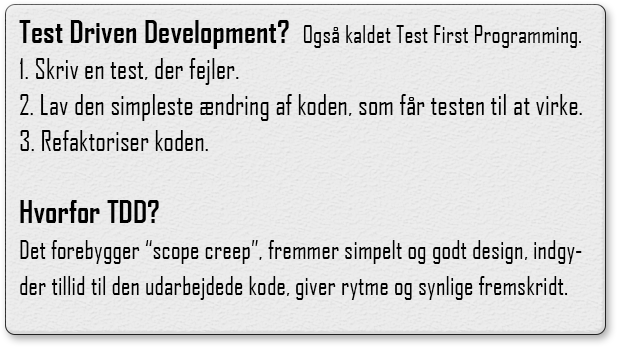 Test Driven Development? Også kaldet Test First Programming.
1. Skriv en test, der fejler.
2. Lav den simpleste ændring af koden, som får testen til at virke.
3. Refaktoriser koden.
Hvorfor TDD?
Det forebygger “scope creep”, fremmer simpelt og godt design, indgy-
der tillid til den udarbejdede kode, giver rytme og synlige fremskridt.